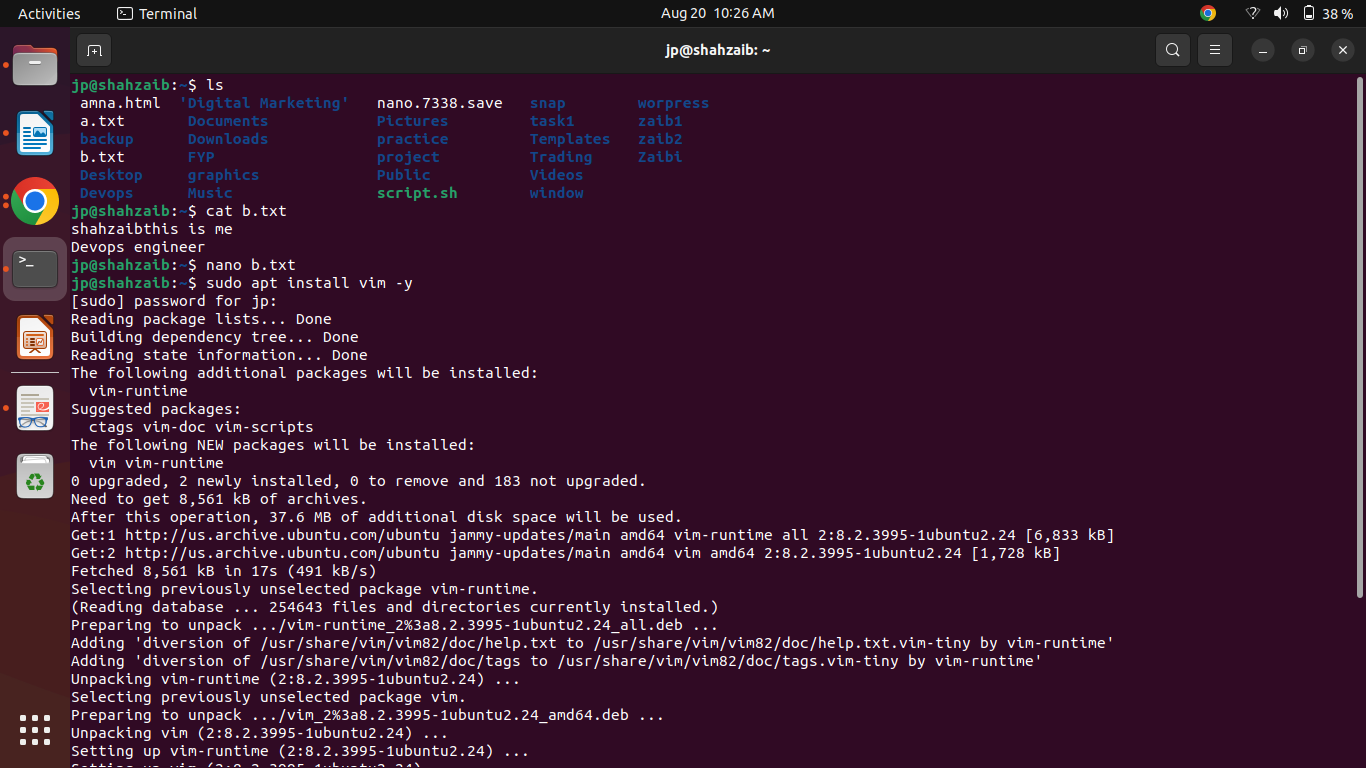 Activities Terminal Aug 20 10:26 AM 38 %
jp@shahzaib: ~
jp@shahzaib:~$ ls
amna.html 'Digital Marketing' nano.7338.save snap worpress
a.txt Documents Pictures task1 zaib1
backup Downloads practice Templates zaib2
b.txt FYP project Trading Zaibi
Desktop graphics Public Videos
Devops Music script.sh window
jp@shahzaib:~$ cat b.txt
shahzaibthis is me
Devops engineer
jp@shahzaib:~$ nano b.txt
jp@shahzaib:~$ sudo apt install vim -y
[sudo] password for jp:
Reading package lists... Done
Building dependency tree... Done
Reading state information... Done
The following additional packages will be installed:
vim-runtime
Suggested packages:
ctags vim-doc vim-scripts
The following NEW packages will be installed:
vim vim-runtime
0 upgraded, 2 newly installed, 0 to remove and 183 not upgraded.
Need to get 8,561 kB of archives.
After this operation, 37.6 MB of additional disk space will be used.
Get:1 http://us.archive.ubuntu.com/ubuntu jammy-updates/main amd64 vim-runtime all 2:8.2.3995-1ubuntu2.24 [6,833 kB]
Get:2 http://us.archive.ubuntu.com/ubuntu jammy-updates/main amd64 vim amd64 2:8.2.3995-1ubuntu2.24 [1,728 kB]
Fetched 8,561 kB in 17s (491 kB/s)
Selecting previously unselected package vim-runtime.
(Reading database ... 254643 files and directories currently installed.)
Preparing to unpack .../vim-runtime_2%3a8.2.3995-1ubuntu2.24_all.deb ...
Adding 'diversion of /usr/share/vim/vim82/doc/help.txt to /usr/share/vim/vim82/doc/help.txt.vim-tiny by vim-runtime'
Adding 'diversion of /usr/share/vim/vim82/doc/tags to /usr/share/vim/vim82/doc/tags.vim-tiny by vim-runtime'
Unpacking vim-runtime (2:8.2.3995-1ubuntu2.24) ...
Selecting previously unselected package vim.
Preparing to unpack .../vim_2%3a8.2.3995-1ubuntu2.24_amd64.deb ...
Unpacking vim (2:8.2.3995-1ubuntu2.24) ...
Setting up vim-runtime (2:8.2.3995-1ubuntu2.24) ...